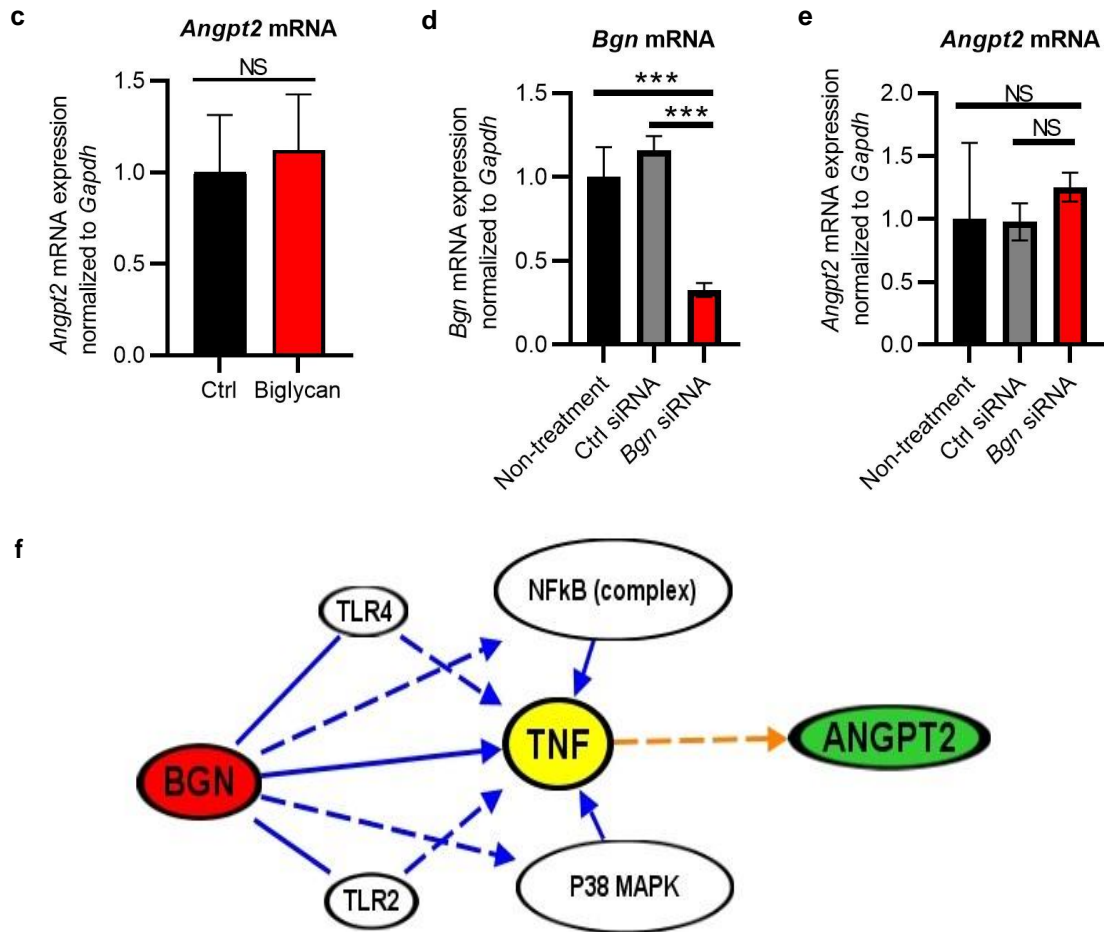 c
Angpt2 mRNA
NS
Angpt2 mRNA expression
normalized to Gapdh
1.5
1.0
0.5
0.0
Ctrl
Biglycan
d
Bgn mRNA
***
***
Bgn mRNA expression
normalized to Gapdh
1.5
1.0
0.5
0.0
Non-treatment
Ctrl siRNA
Bgn siRNA
e
Angpt2 mRNA
NS
NS
Angpt2 mRNA expression
normalized to Gapdh
2.0
1.5
1.0
0.5
0.0
Non-treatment
Ctrl siRNA
Bgn siRNA
f
TLR4
NFkB (complex)
BGN
TNF
ANGPT2
TLR2
P38 MAPK